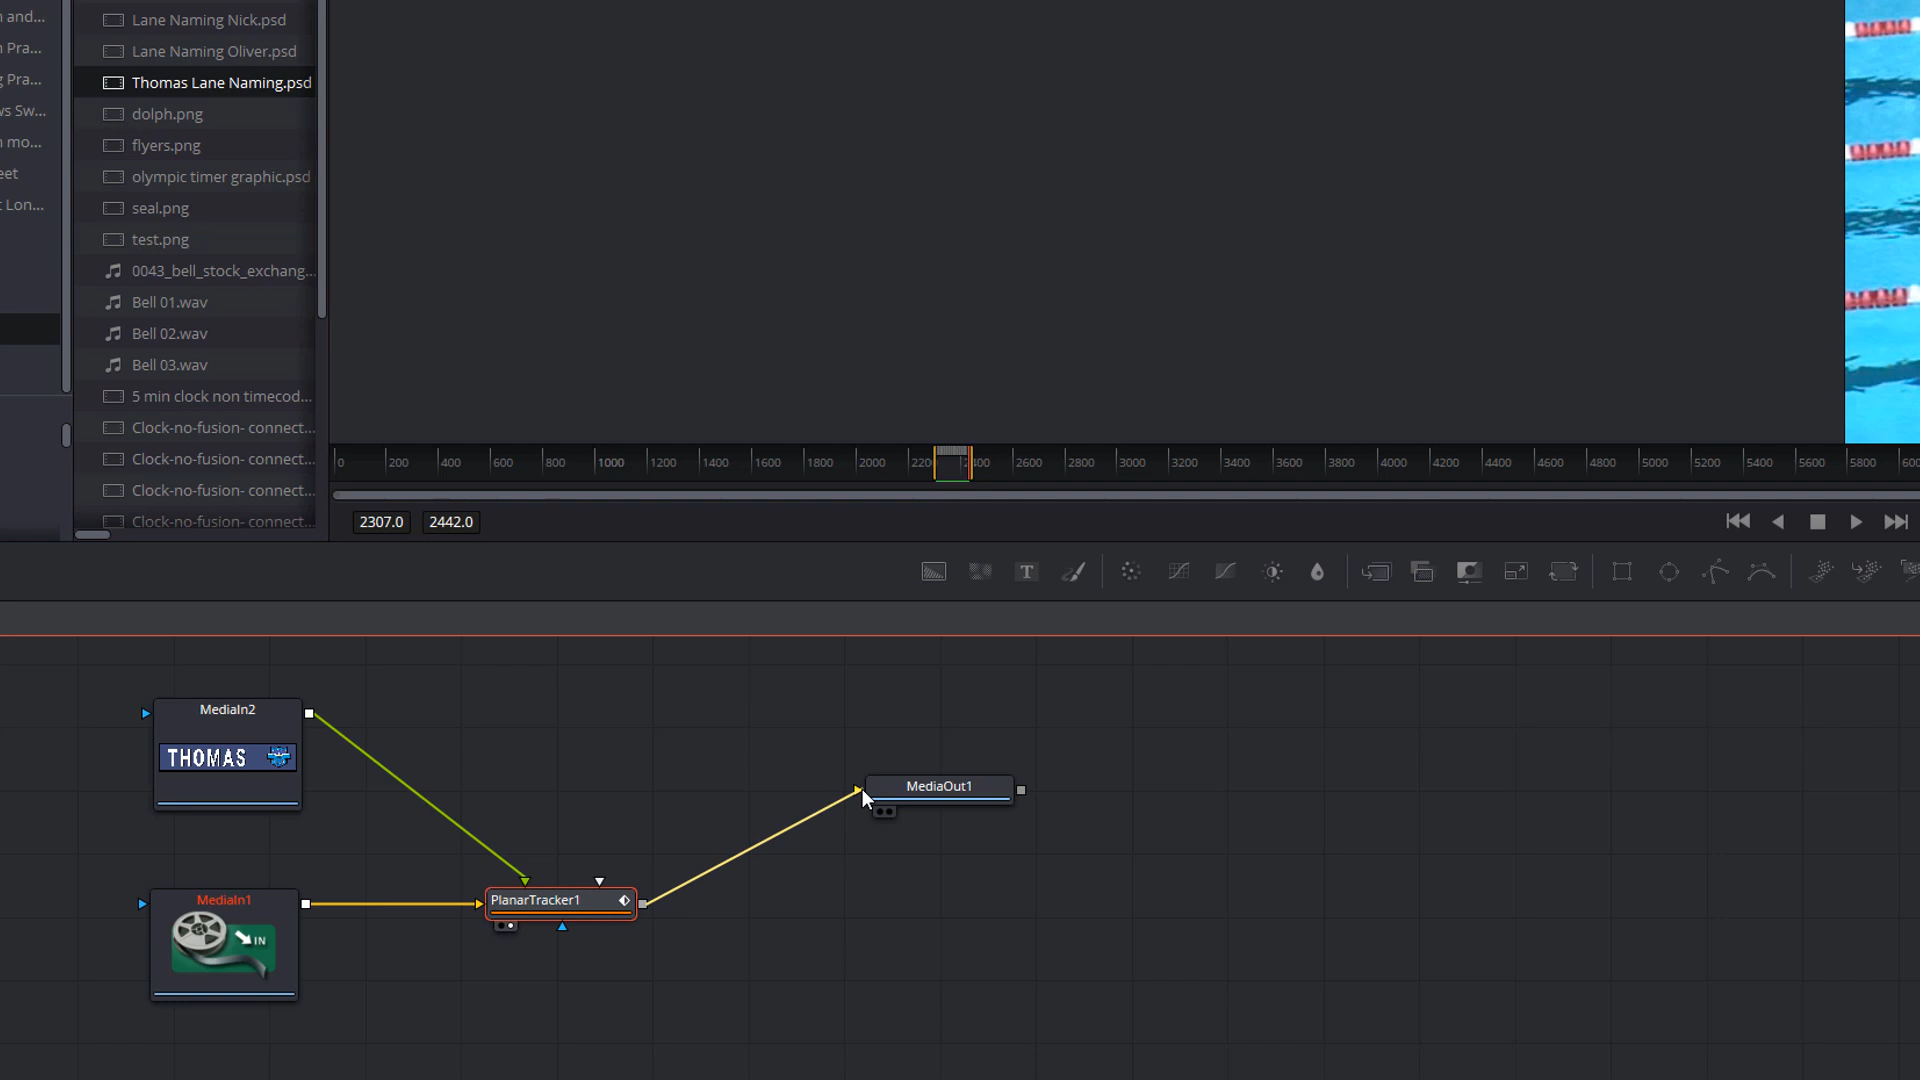 n and...
n Pra...
g Pra...
ws Sw...
n mo...
eet
t Lon...
Lane Naming Nick.psd
Lane Naming Oliver.psd
Thomas Lane Naming.psd
dolph.png
flyers.png
olympic timer graphic.psd
seal.png
test.png
0043_bell_stock_exchang...
Bell 01.wav
Bell 02.wav
Bell 03.wav
5 min clock non timecod...
Clock-no-fusion- connect...
Clock-no-fusion- connect...
Clock-no-fusion- connect...
Clock-no-fusion- connect...
0 200 400 600 800 1000 1200 1400 1600 1800 2000 2200 2400 2600 2800 3000 3200 3400 3600 3800 4000 4200 4400 4600 4800 5000 5200 5400 5600 5800 600
2307.0 2442.0
T
MediaIn2
THOMAS
MediaOut1
MediaIn1
IN
PlanarTracker1